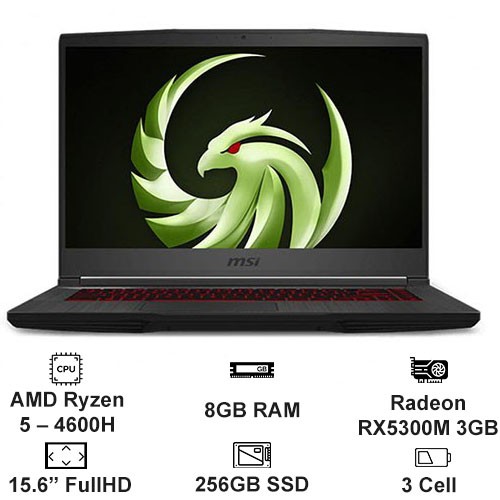 msi
CPU
GB
AMD Ryzen
5 – 4600H
8GB RAM
Radeon
RX5300M 3GB
15.6” FullHD
256GB SSD
3 Cell